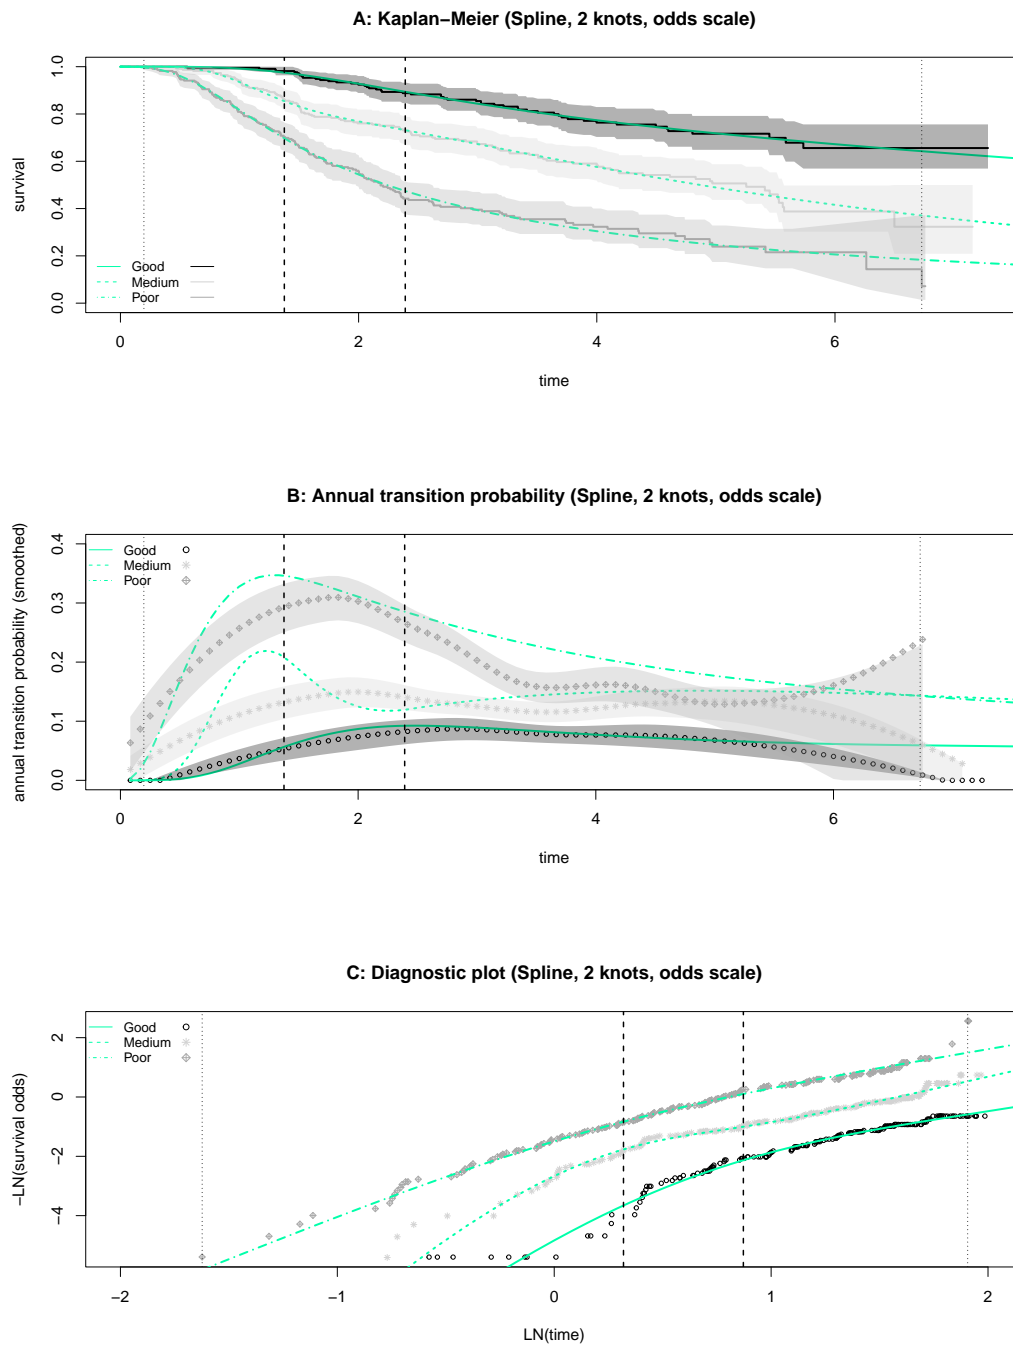 A: Kaplan−Meier (Spline, 2 knots, odds scale)
survival
1.0
0.8
0.6
0.4
0.2
0.0
Good
Medium
Poor
0 2 4 6
time
B: Annual transition probability (Spline, 2 knots, odds scale)
annual transition probability (smoothed)
0.4
0.3
0.2
0.1
0.0
Good
Medium
Poor
0 2 4 6
time
C: Diagnostic plot (Spline, 2 knots, odds scale)
−LN(survival odds)
2
0
−2
−4
Good
Medium
Poor
−2 −1 0 1 2
LN(time)